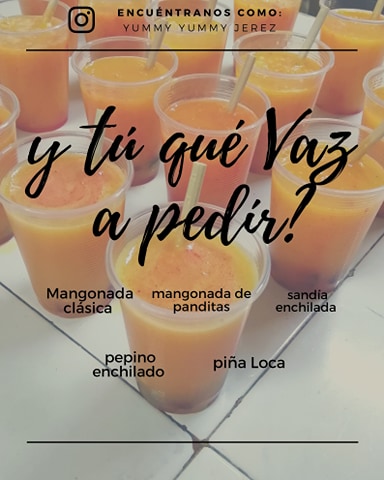 ENCUÉNTRANOS COMO:
YUMMY YUMMY JEREZ
y tú qué Vaz
a pedir?
Mangonada
clásica
mangonada de
panditas
sandía
enchilada
pepino
enchilado
piña Loca